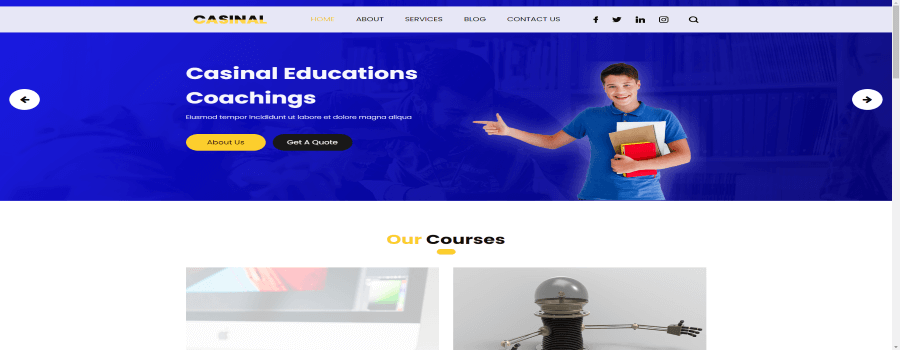 CASINAL
HOME ABOUT SERVICES BLOG CONTACT US
Casinal Educations
Coachings
Eiusmod tempor incididunt ut labore et dolore magna aliqua
About Us Get A Quote
Our Courses